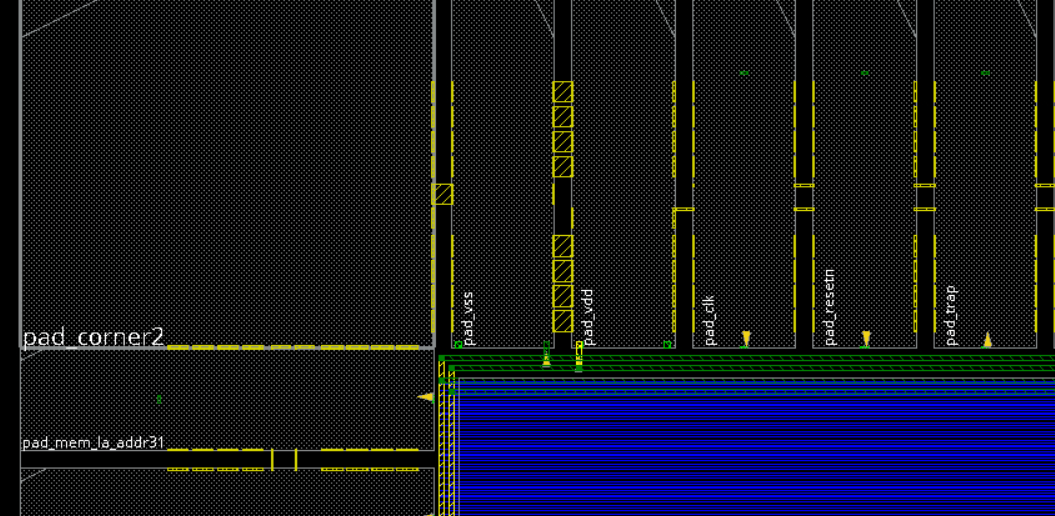 pad_vss
pad_vdd
pad_clk
pad_resetn
pad_trap
pad_corner2
pad_mem_la_addr31